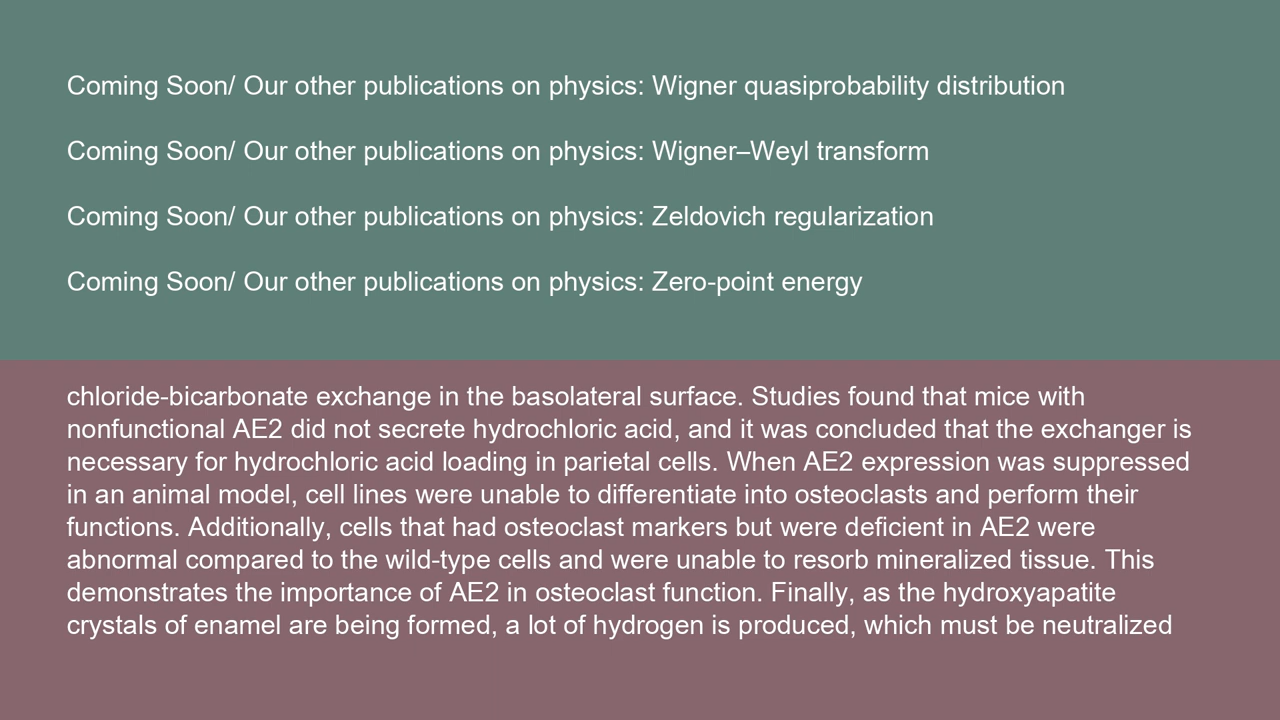 Coming Soon/ Our other publications on physics: Wigner quasiprobability distribution
Coming Soon/ Our other publications on physics: Wigner–Weyl transform
Coming Soon/ Our other publications on physics: Zeldovich regularization
Coming Soon/ Our other publications on physics: Zero-point energy
chloride-bicarbonate exchange in the basolateral surface. Studies found that mice with
nonfunctional AE2 did not secrete hydrochloric acid, and it was concluded that the exchanger is
necessary for hydrochloric acid loading in parietal cells. When AE2 expression was suppressed
in an animal model, cell lines were unable to differentiate into osteoclasts and perform their
functions. Additionally, cells that had osteoclast markers but were deficient in AE2 were
abnormal compared to the wild-type cells and were unable to resorb mineralized tissue. This
demonstrates the importance of AE2 in osteoclast function. Finally, as the hydroxyapatite
crystals of enamel are being formed, a lot of hydrogen is produced, which must be neutralized